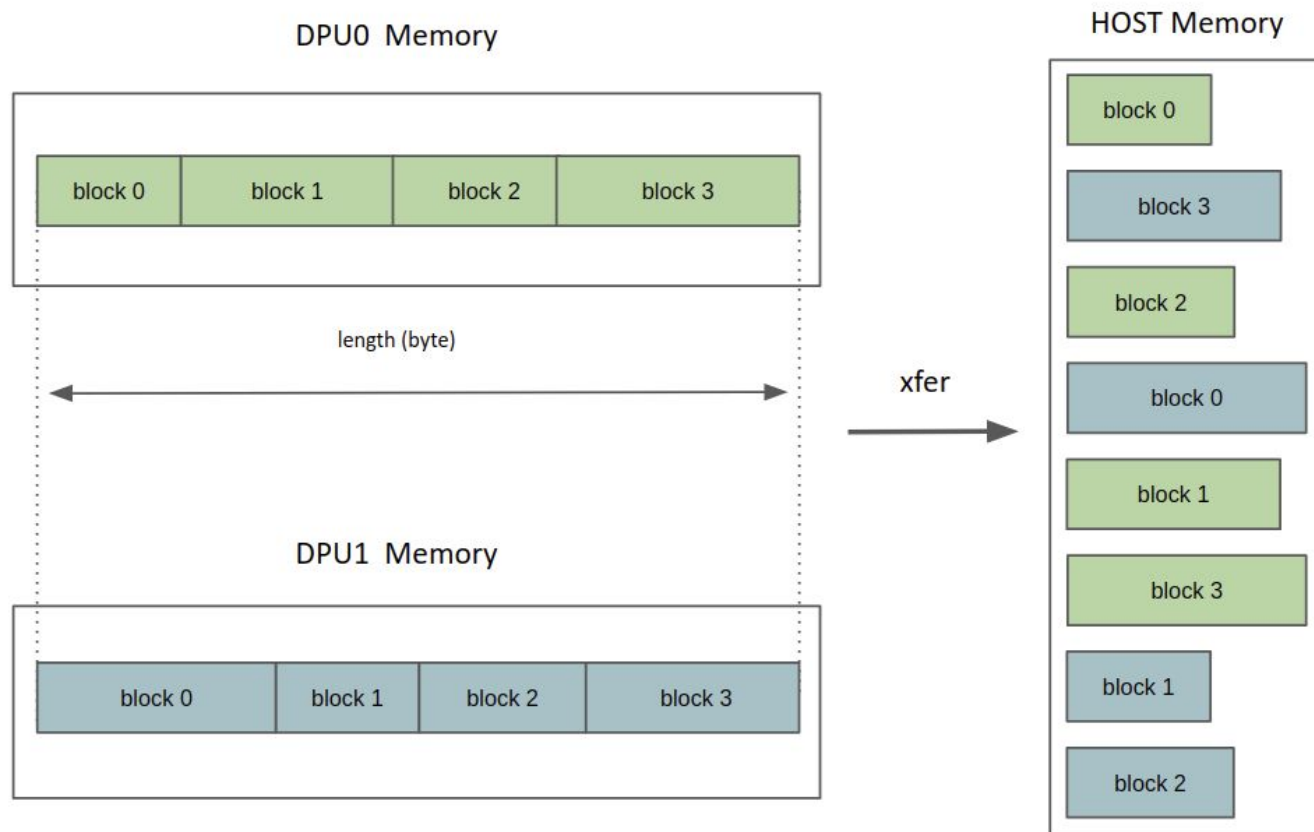 DPU0 Memory
block 0 block 1 block 2 block 3
length (byte)
DPU1 Memory
block 0 block 1 block 2 block 3
xfer
HOST Memory
block 0
block 3
block 2
block 0
block 1
block 3
block 1
block 2